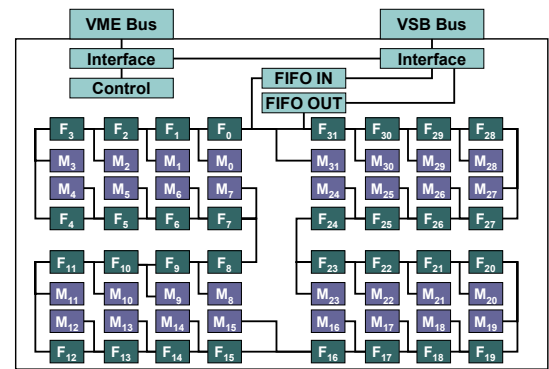 VME Bus VSB Bus
Interface Interface
FIFO IN
Control
FIFO OUT
F3 F2 F1 F0 F31 F30 F29 F28
M3 M2 M1 M0 M31 M30 M29 M28
M4 M5 M6 M7 M24 M25 M26 M27
F4 F5 F6 F7 F24 F25 F26 F27
F11 F10 F9 F8 F23 F22 F21 F20
M11 M10 M9 M8 M23 M22 M21 M20
M12 M13 M14 M15 M16 M17 M18 M19
F12 F13 F14 F15 F16 F17 F18 F19